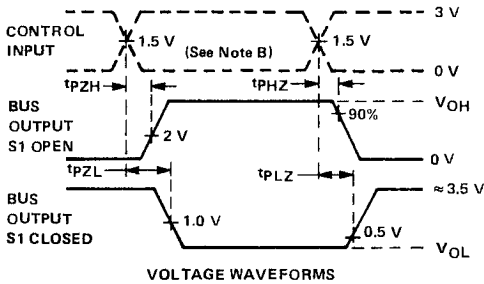 3 V
CONTROL
INPUT
1.5 V
(See Note B)
1.5 V
0 V
tPZH
tPHZ
VOH
BUS
OUTPUT
S1 OPEN
2 V
90%
0 V
tPZL
tPLZ
≈ 3.5 V
BUS
OUTPUT
S1 CLOSED
1.0 V
0.5 V
VOL
VOLTAGE WAVEFORMS